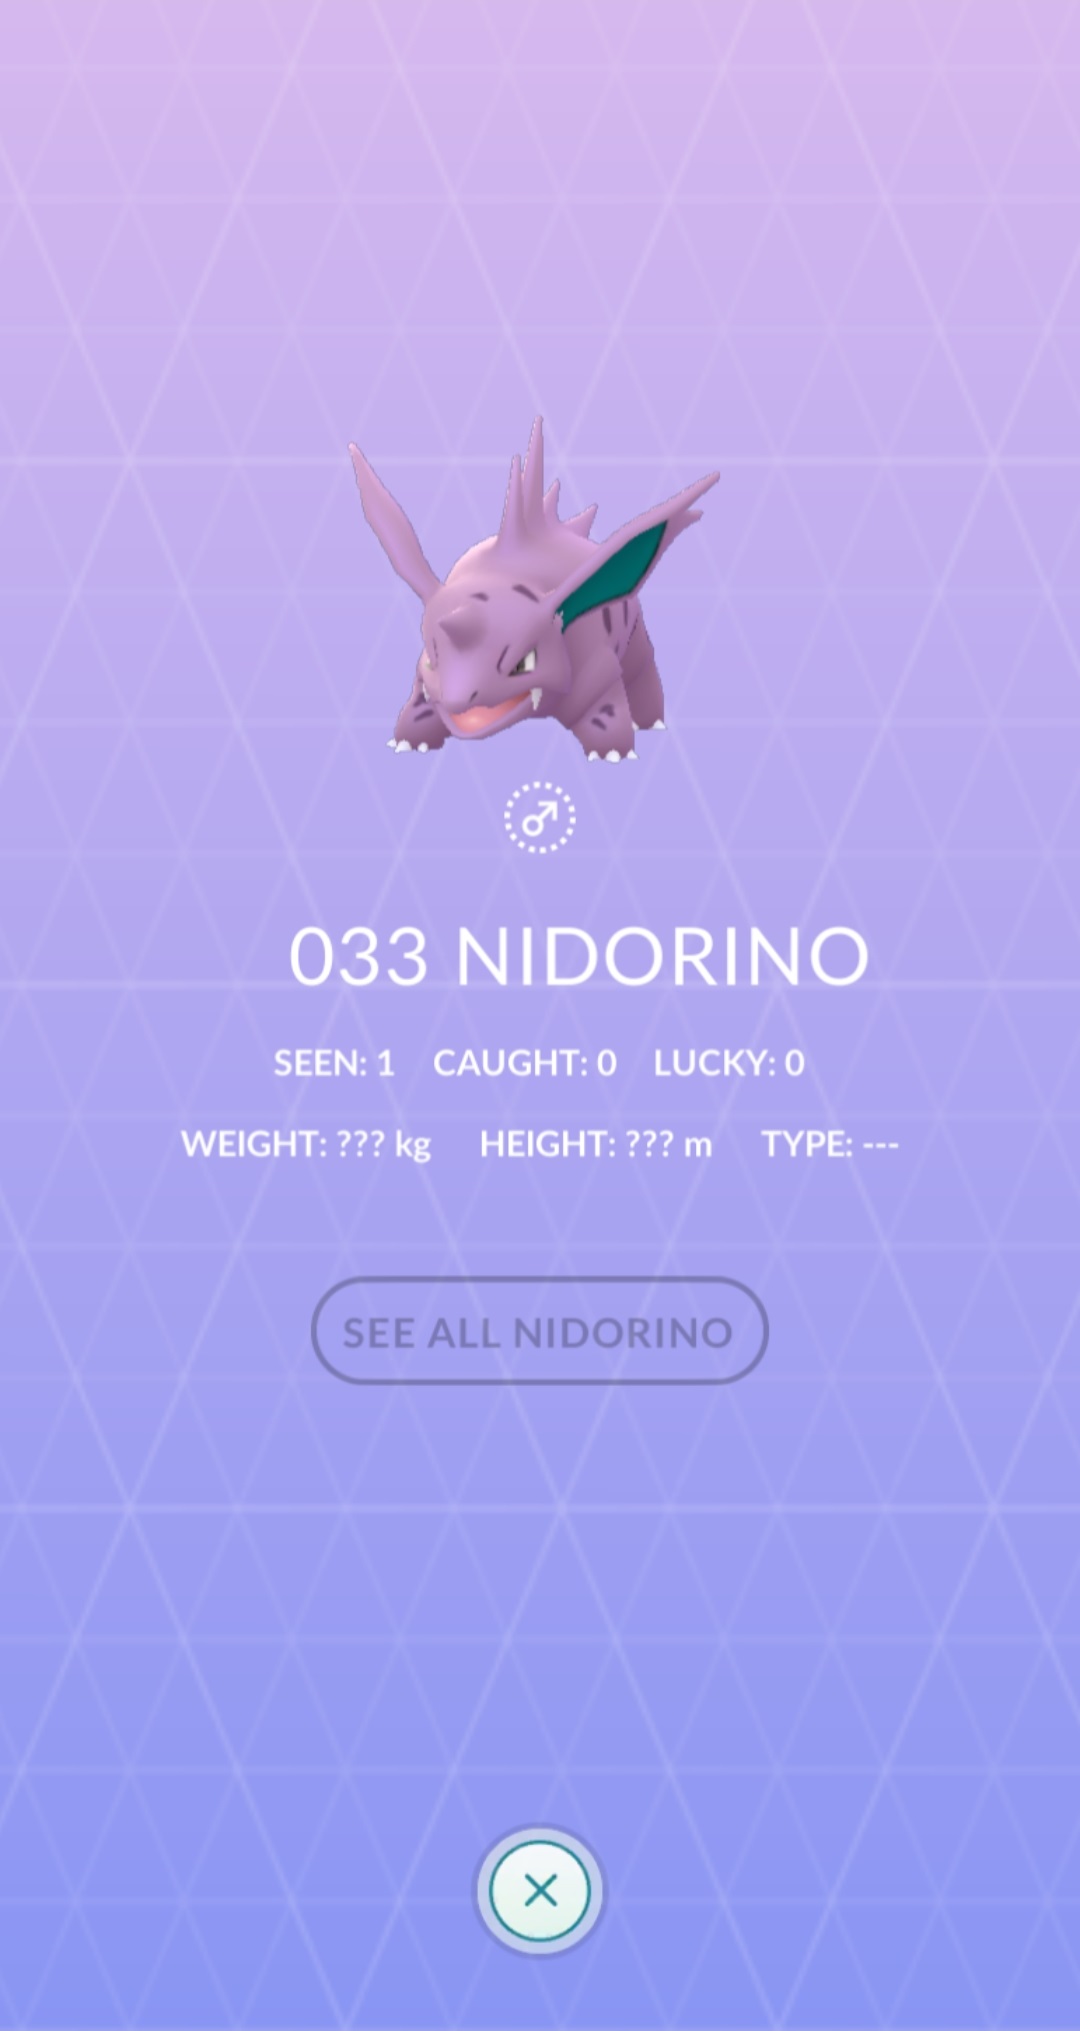 033 NIDORINO
SEEN: 1 CAUGHT: 0 LUCKY: 0
WEIGHT: ??? kg HEIGHT: ??? m TYPE: ---
SEE ALL NIDORINO